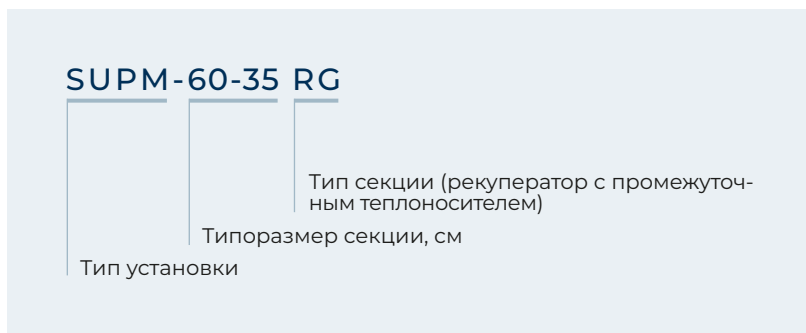 SUPM-60-35 RG
Тип секции (рекуператор с промежуточ-
ным теплоносителем)
Типоразмер секции, см
Тип установки